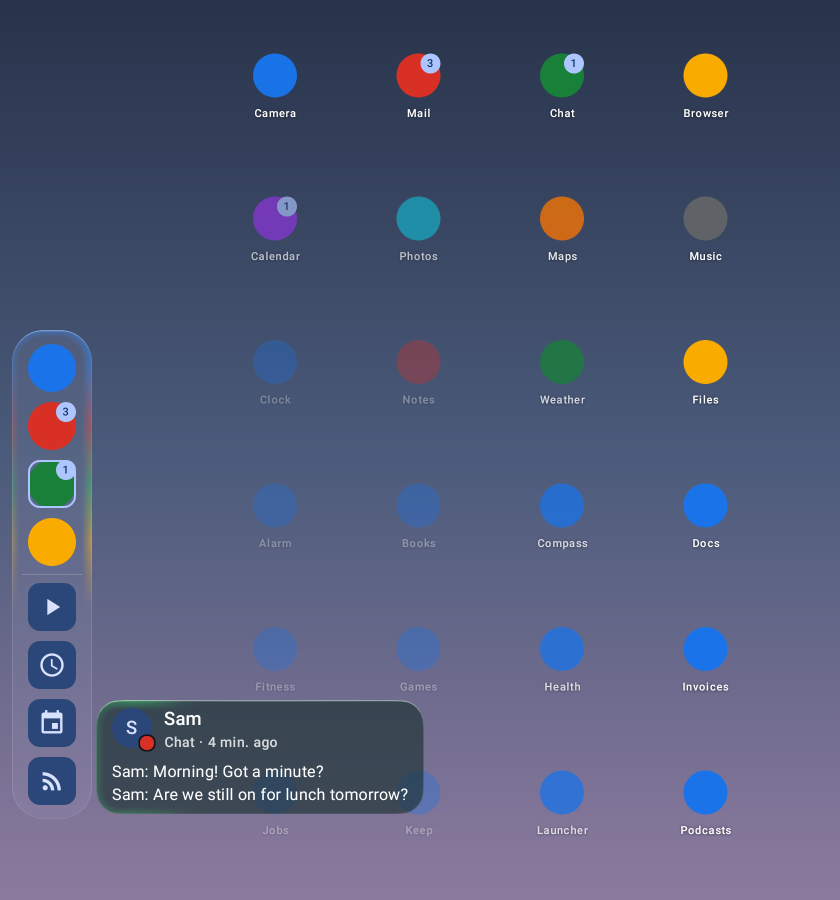 3
1
Camera
Mail
Chat
Browser
1
Calendar
Photos
Maps
Music
Clock
Notes
Weather
Files
3
1
Alarm
Books
Compass
Docs
Fitness
Games
Health
Invoices
S
Sam
Chat · 4 min. ago
Sam: Morning! Got a minute?
Sam: Are we still on for lunch tomorrow?
Jobs
Keep
Launcher
Podcasts